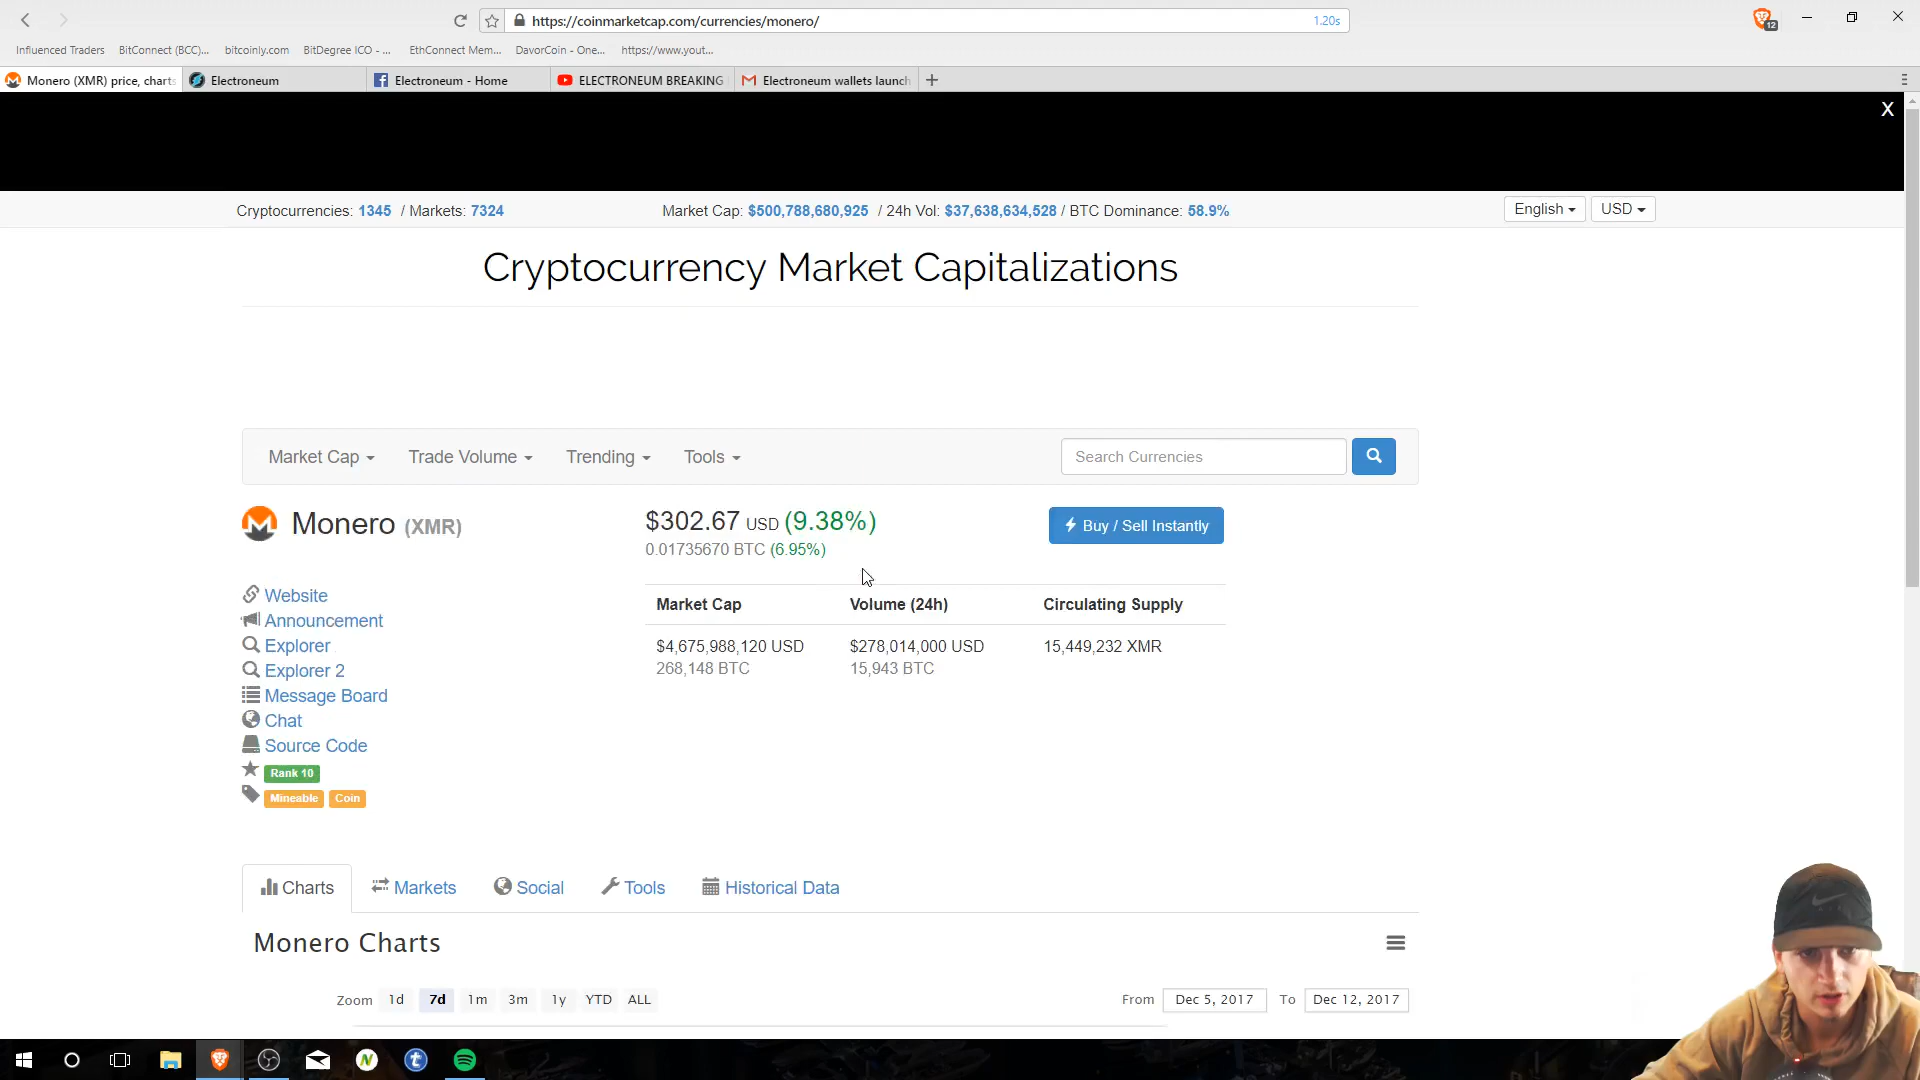 https://coinmarketcap.com/currencies/monero/
1.20s
12
Influenced Traders
BitConnect (BCC)...
bitcoinly.com
BitDegree ICO - ...
EthConnect Mem...
DavorCoin - One...
https://www.yout...
Monero (XMR) price, charts
Electroneum
Electroneum - Home
ELECTRONEUM BREAKING
Electroneum wallets launch
X
Cryptocurrencies: 1345 / Markets: 7324
Market Cap: $500,788,680,925 / 24h Vol: $37,638,634,528 / BTC Dominance: 58.9%
English
USD
Cryptocurrency Market Capitalizations
Market Cap
Trade Volume
Trending
Tools
Search Currencies
Monero (XMR)
$302.67 USD (9.38%)
0.01735670 BTC (6.95%)
Buy / Sell Instantly
Website
Announcement
Explorer
Explorer 2
Message Board
Chat
Source Code
Rank 10
Mineable Coin
Market Cap
Volume (24h)
Circulating Supply
$4,675,988,120 USD
$278,014,000 USD
15,449,232 XMR
268,148 BTC
15,943 BTC
Charts
Markets
Social
Tools
Historical Data
Monero Charts
Zoom 1d 7d 1m 3m 1y YTD ALL
From Dec 5, 2017 To Dec 12, 2017